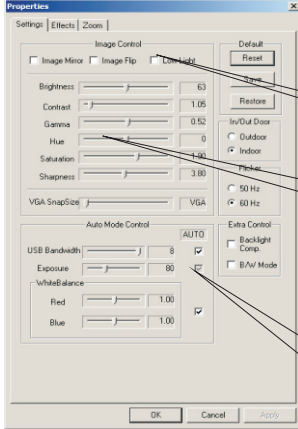 Properties
Settings Effects Zoom
Image Control
Image Mirror Image Flip Low Light
Brightness 63
Contrast 1.05
Gamma 0.52
Hue 0
Saturation 1.90
Sharpness 3.80
VGA SnapSize VGA
Default
Reset
Save
Restore
In/Out Door
Outdoor
Indoor
Flicker
50 Hz
60 Hz
Auto Mode Control
AUTO
USB Bandwidth 8
Exposure 80
WhiteBalance
Red 1.00
Blue 1.00
Extra Control
Backlight
Comp.
B/W Mode
OK Cancel Apply